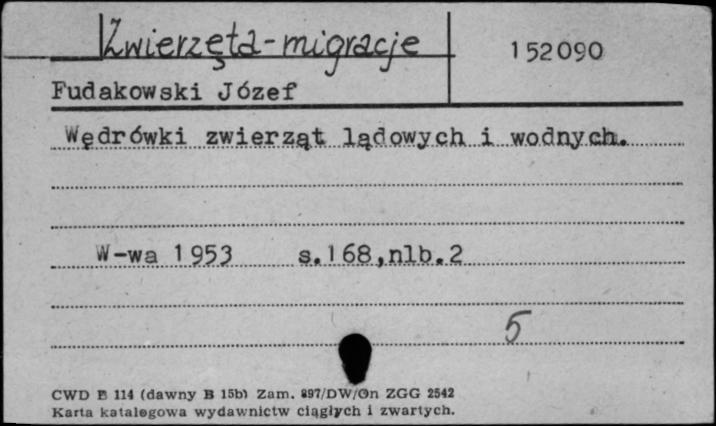 Zwierzęta-migracje
152090
Fudakowski Józef
Wędrówki zwierząt lądowych i wodnych.
W-wa 1953 s.168,nlb.2
5
CWD B 114 (dawny B 15b) Zam. 897/DW/On ZGG 2542
Karta katalogowa wydawnictw ciągłych i zwartych.